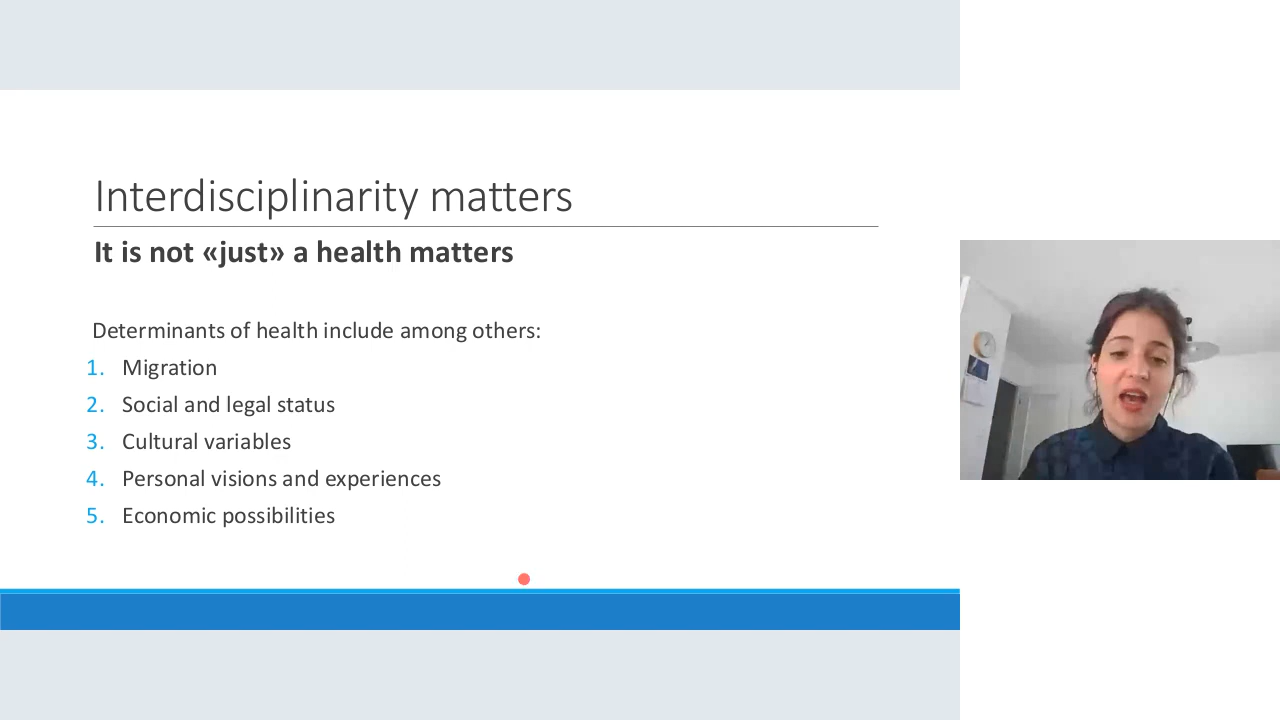 Interdisciplinarity matters
It is not «just» a health matters
Determinants of health include among others:
1. Migration
2. Social and legal status
3. Cultural variables
4. Personal visions and experiences
5. Economic possibilities